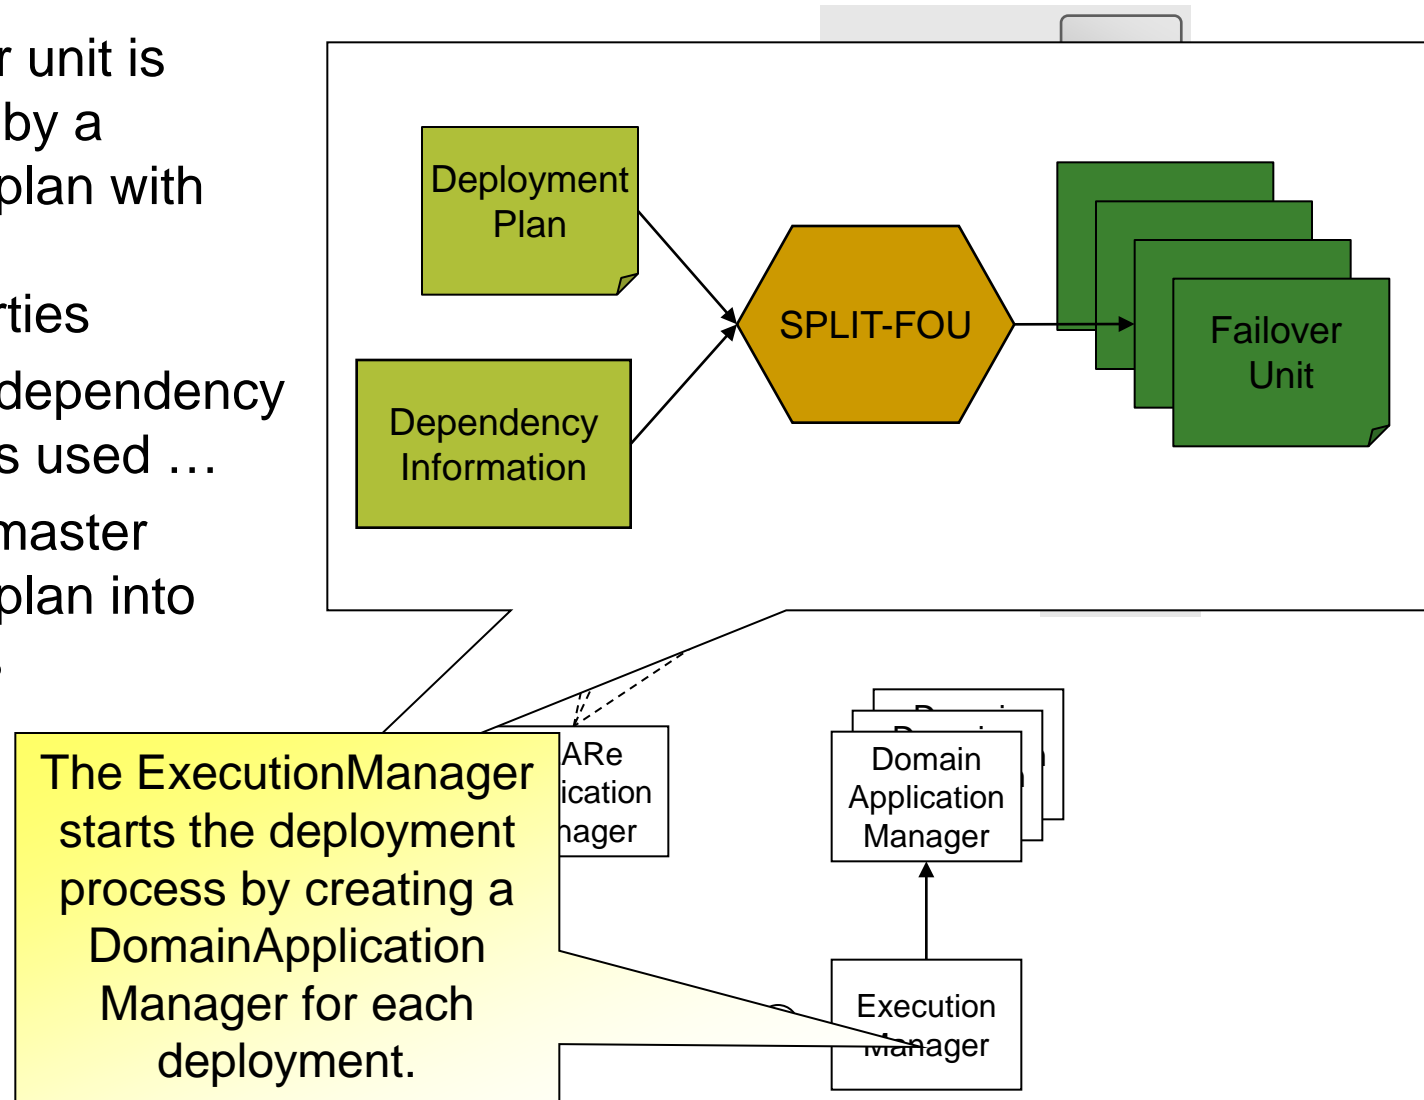 r unit is
by a
plan with
rties
dependency
s used …
master
plan into
Deployment
Plan
Dependency
Information
SPLIT-FOU
Failover
Unit
ARe
ication
nager
Domain
Application
Manager
Execution
Manager
The ExecutionManager
starts the deployment
process by creating a
DomainApplication
Manager for each
deployment.